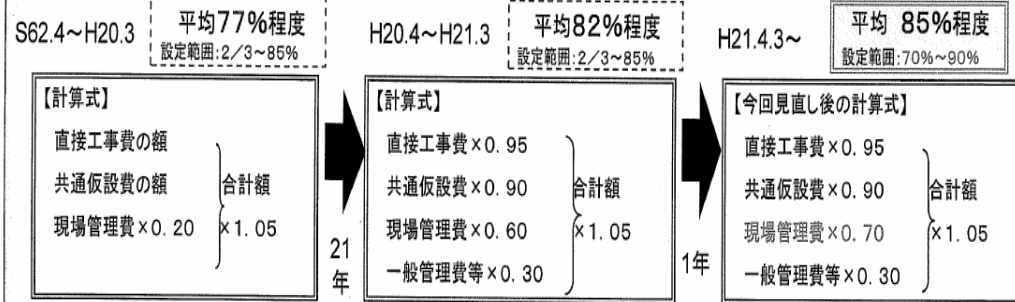 S62.4～H20.3
平均77%程度
設定範囲:2／3～85%
【計算式】
直接工事費の額
共通仮設費の額
現場管理費×0.20
合計額
×1.05
21
年
H20.4～H21.3
平均82%程度
設定範囲:2／3～85%
【計算式】
直接工事費×0.95
共通仮設費×0.90
現場管理費×0.60
一般管理費等×0.30
合計額
×1.05
1年
H21.4.3～
平均 85%程度
設定範囲:70%～90%
【今回見直し後の計算式】
直接工事費×0.95
共通仮設費×0.90
現場管理費×0.70
一般管理費等×0.30
合計額
×1.05